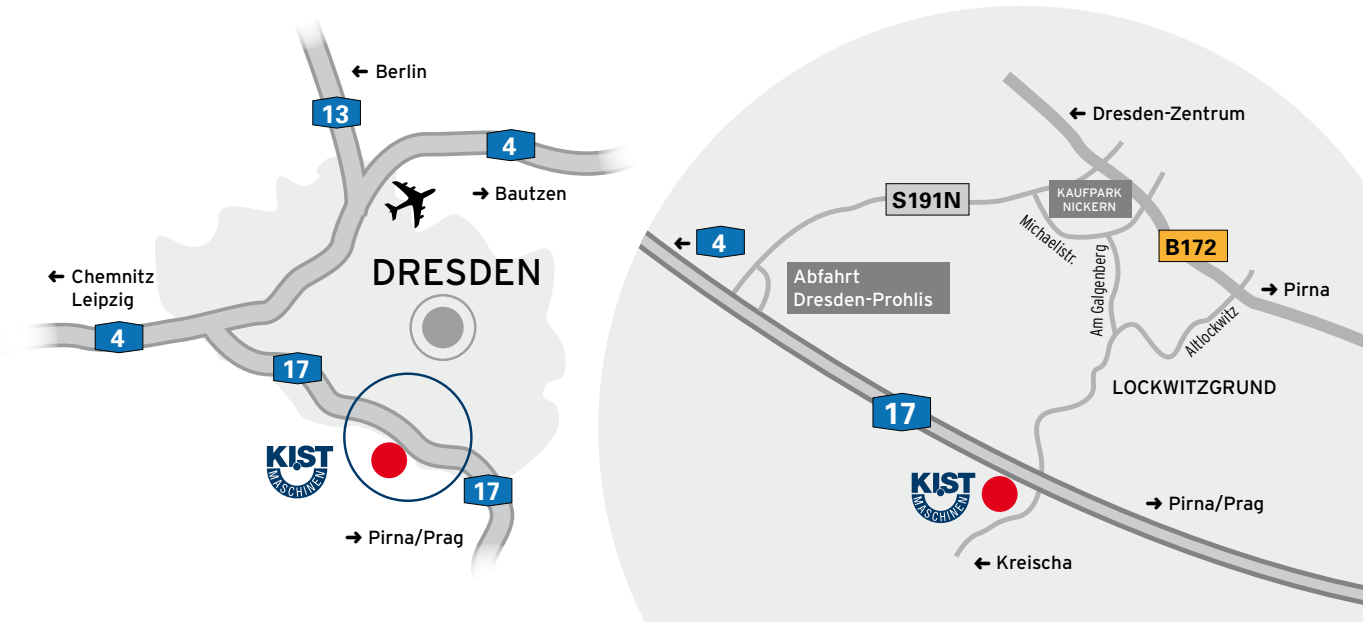 ← Berlin
13
4
→ Bautzen
← Chemnitz
Leipzig
DRESDEN
4
17
KIST
MASCHINEN
17
→ Pirna/Prag
← Dresden-Zentrum
S191N
KAUFPARK
NICKERN
Michaelistr.
B172
← 4
Abfahrt
Dresden-Prohlis
Am Galgenberg
→ Pirna
Altlockwitz
LOCKWITZGRUND
17
KIST
MASCHINEN
→ Pirna/Prag
← Kreischa